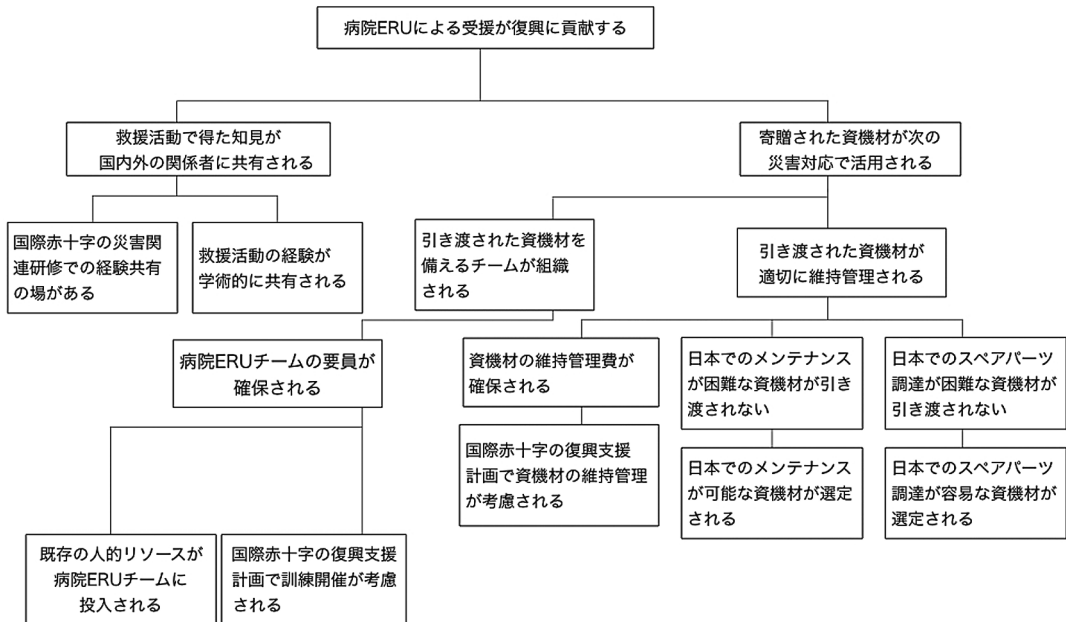 病院ERUによる受援が復興に貢献する
救援活動で得た知見が
国内外の関係者に共有される
寄贈された資機材が次の
災害対応で活用される
国際赤十字の災害関
連研修での経験共有
の場がある
救援活動の経験が
学術的に共有される
引き渡された資機材を
備えるチームが組織
される
引き渡された資機材が
適切に維持管理される
病院ERUチームの要員が
確保される
資機材の維持管理費が
確保される
日本でのメンテナンス
が困難な資機材が引き
渡されない
日本でのスペアパーツ
調達が困難な資機材が
引き渡されない
国際赤十字の復興支援
計画で資機材の維持管理
が考慮される
日本でのメンテナンス
が可能な資機材が選定
される
日本でのスペアパーツ
調達が容易な資機材が
選定される
既存の人的リソースが
病院ERUチームに
投入される
国際赤十字の復興支援
計画で訓練開催が考慮
される